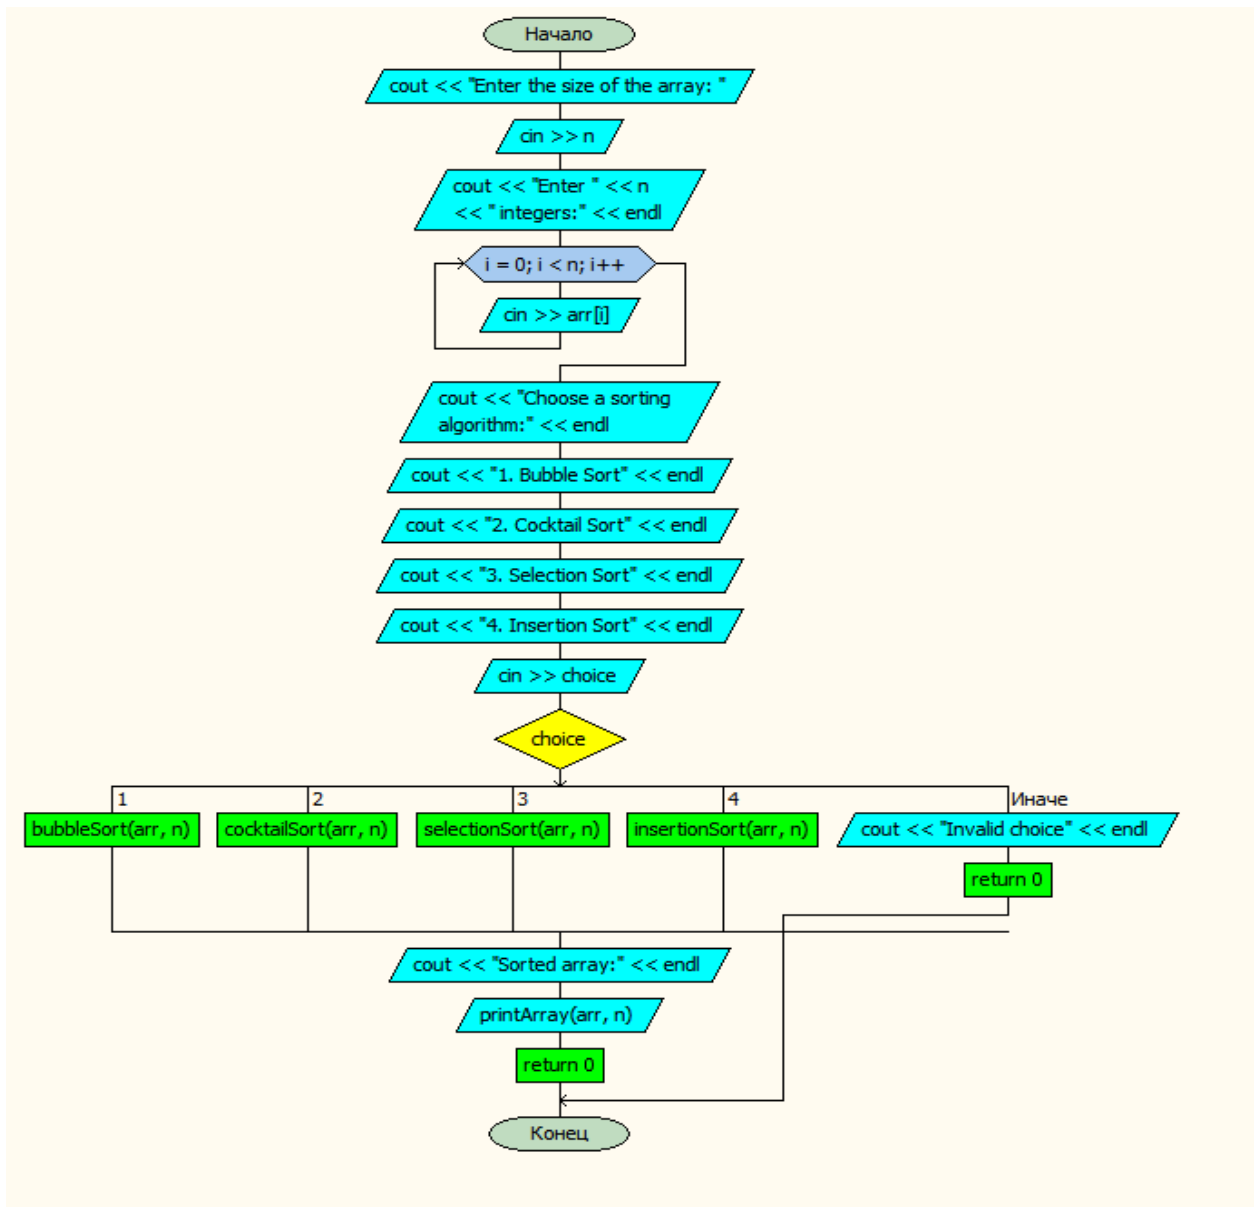 Начало
cout << "Enter the size of the array: "
cin >> n
cout << "Enter " << n
<< " integers:" << endl
i = 0; i < n; i++
cin >> arr[i]
cout << "Choose a sorting
algorithm:" << endl
cout << "1. Bubble Sort" << endl
cout << "2. Cocktail Sort" << endl
cout << "3. Selection Sort" << endl
cout << "4. Insertion Sort" << endl
cin >> choice
choice
1
2
3
4
Иначе
bubbleSort(arr, n)
cocktailSort(arr, n)
selectionSort(arr, n)
insertionSort(arr, n)
cout << "Invalid choice" << endl
return 0
cout << "Sorted array:" << endl
printArray(arr, n)
return 0
Конец